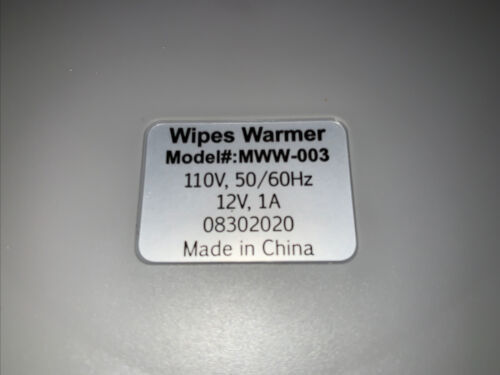 Wipes Warmer
Model#:MWW-003
110V, 50/60Hz
12V, 1A
08302020
Made in China